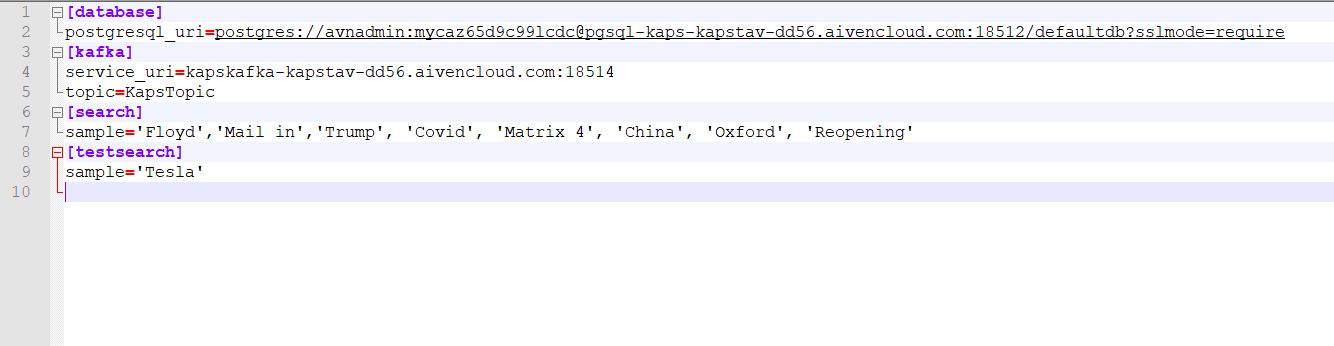 1 [database]
2 postgresql_uri=postgres://avnadmin:mycaz65d9c99lcdc@pgsql-kaps-kapstav-dd56.aivencloud.com:18512/defaultdb?sslmode=require
3 [kafka]
4 service_uri=kapskafka-kapstav-dd56.aivencloud.com:18514
5 topic=KapsTopic
6 [search]
7 sample='Floyd','Mail in','Trump', 'Covid', 'Matrix 4', 'China', 'Oxford', 'Reopening'
8 [testsearch]
9 sample='Tesla'
10